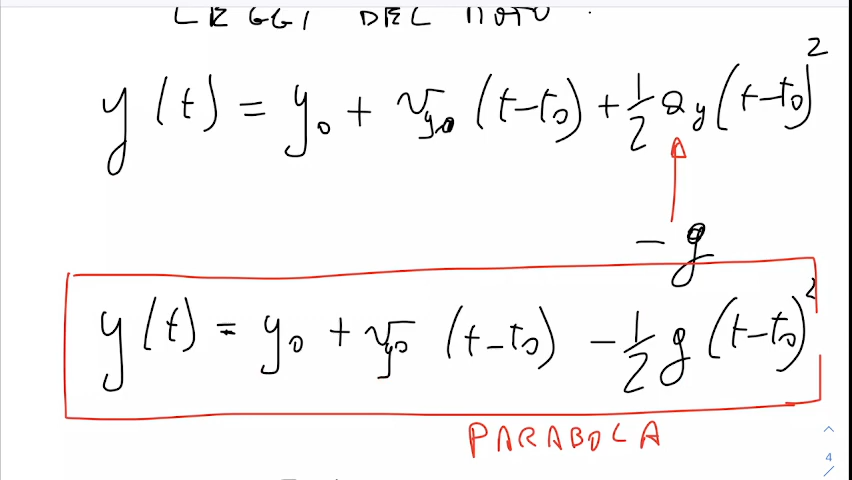 LEGGI DEL MOTO.
y(t) = y₀ + v_y₀ (t-t₀) + 1/2 a_y (t-t₀)²
- g
y(t) = y₀ + v_y₀ (t-t₀) - 1/2 g (t-t₀)²
PARABOLA
4